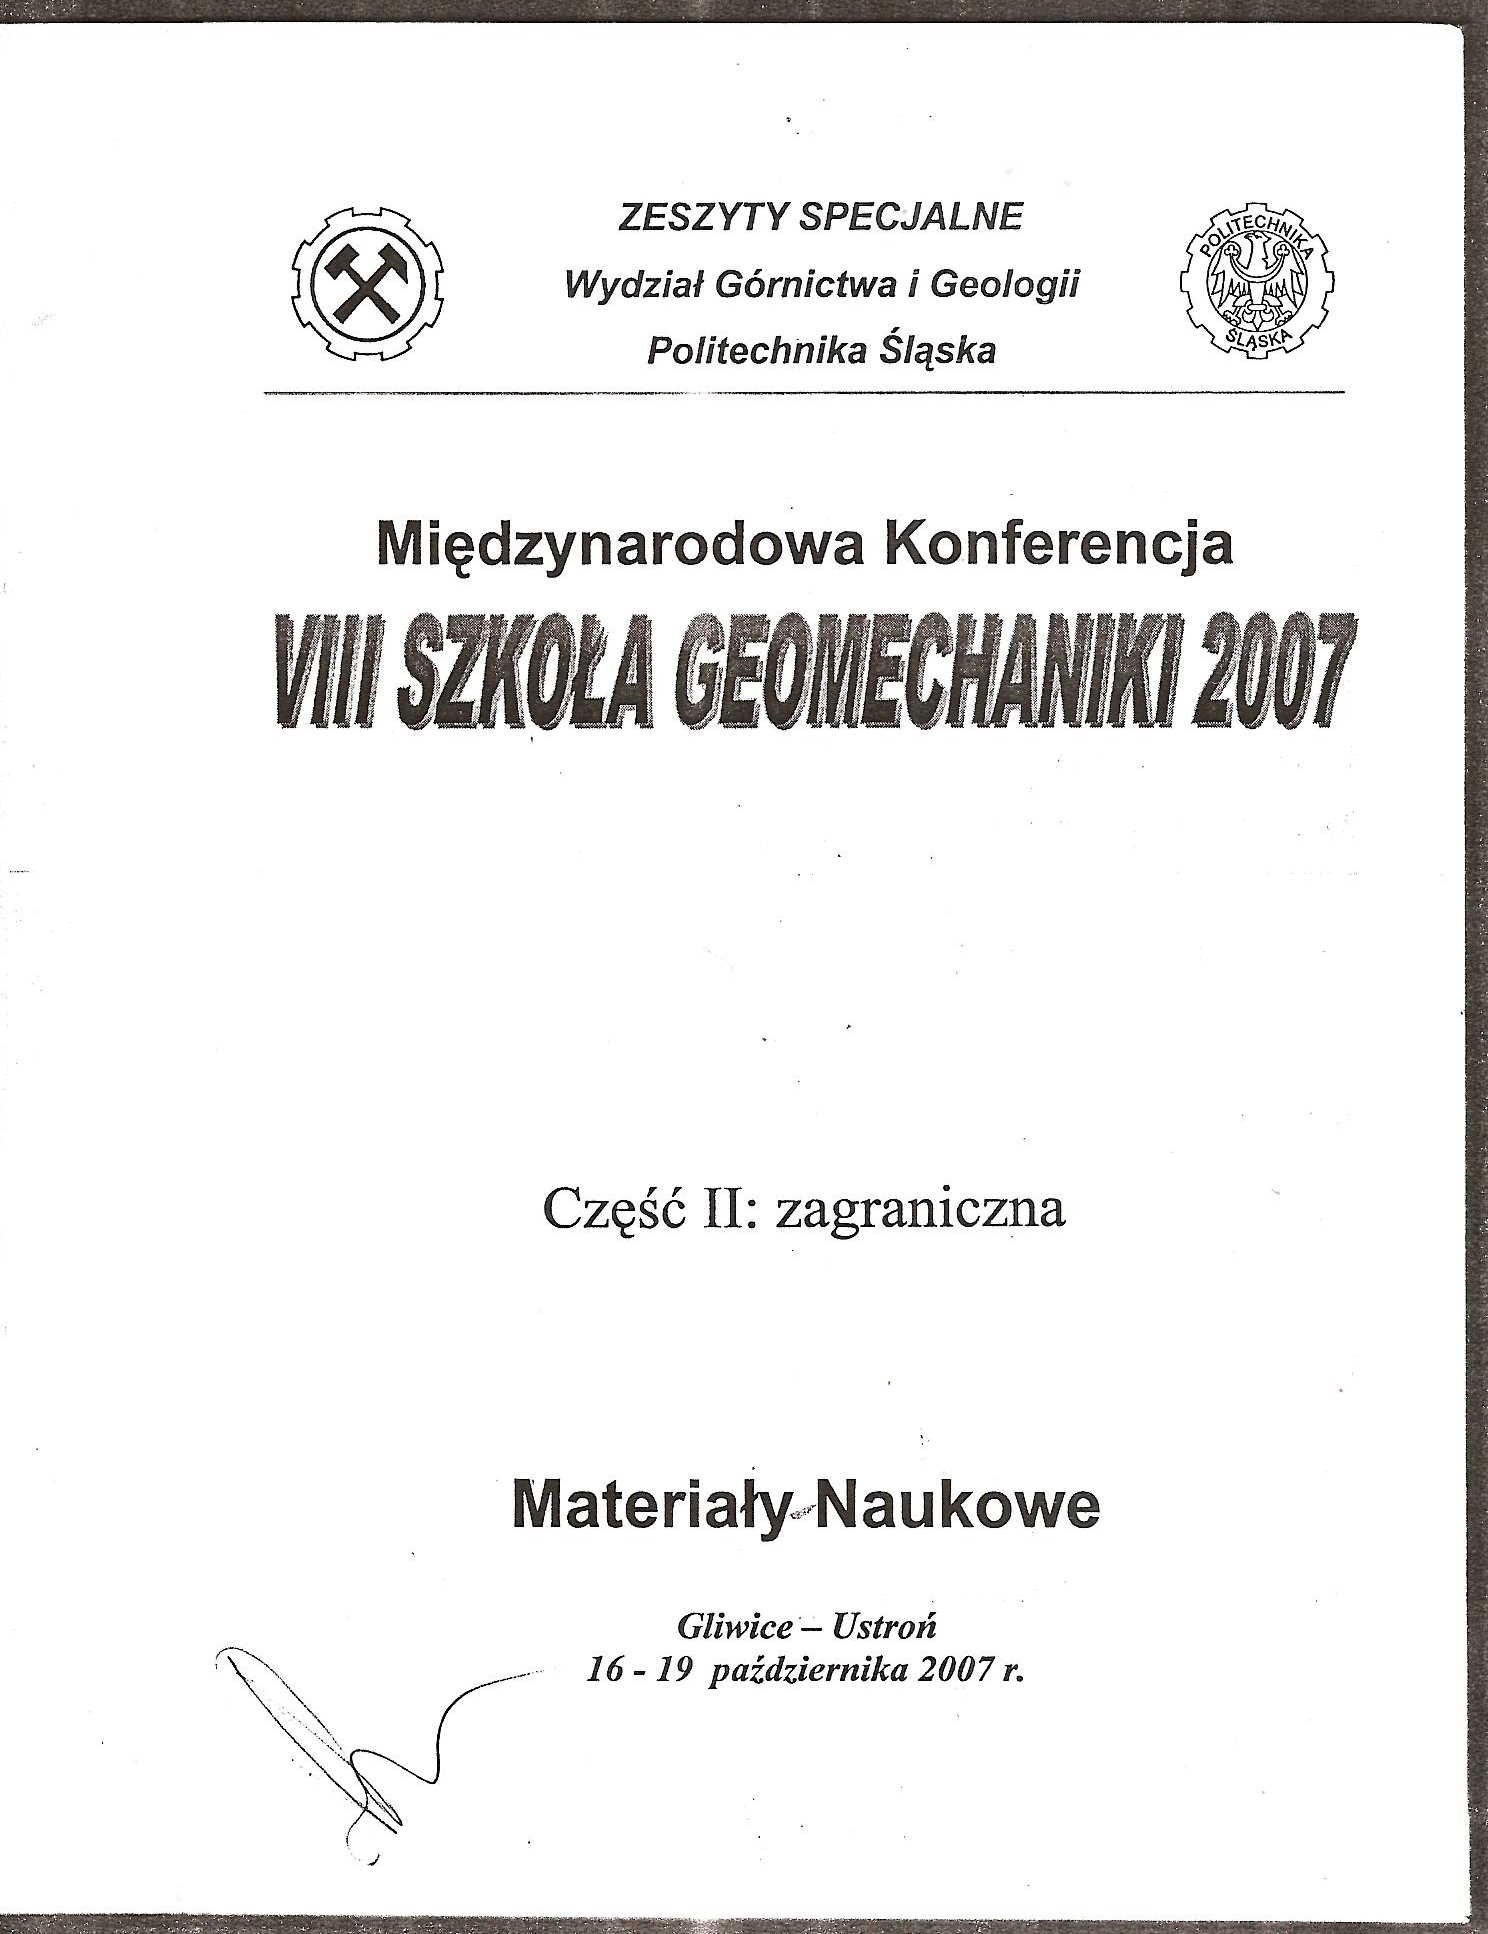 ZESZYTY SPECJALNE
Wydział Górnictwa i Geologii
Politechnika Śląska
POLITECHNIKA
ŚLĄSKA
Międzynarodowa Konferencja
VIII SZKOŁA GEOMECHANIKI 2007
Część II: zagraniczna
Materiały Naukowe
Gliwice – Ustroń
16 - 19 października 2007 r.